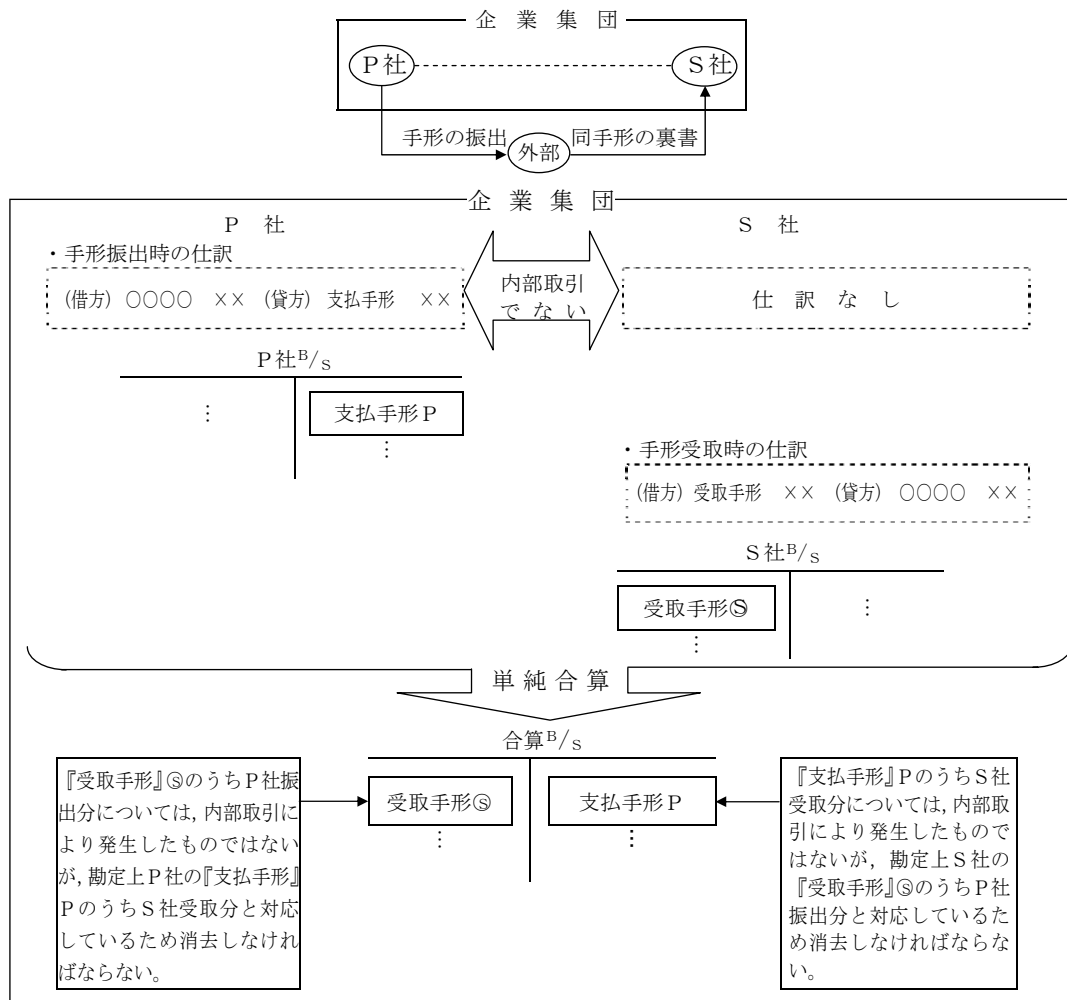 企業集団
P社
S社
手形の振出
外部
同手形の裏書
企業集団
P社
S社
・手形振出時の仕訳
(借方) 〇〇〇〇 ×× (貸方) 支払手形 ××
内部取引
でない
仕訳なし
P社B/S
⋮
支払手形P
⋮
・手形受取時の仕訳
(借方) 受取手形 ×× (貸方) 〇〇〇〇 ××
S社B/S
受取手形Ⓢ
⋮
⋮
単純合算
合算B/S
『受取手形』ⓈのうちP社振
出分については,内部取引に
より発生したものではない
が,勘定上P社の『支払手形』
PのうちS社受取分と対応
しているため消去しなけれ
ばならない。
受取手形Ⓢ
⋮
支払手形P
⋮
『支払手形』PのうちS社
受取分については,内部取
引により発生したもので
はないが,勘定上S社の
『受取手形』ⓈのうちP社
振出分と対応しているた
め消去しなければならな
い。